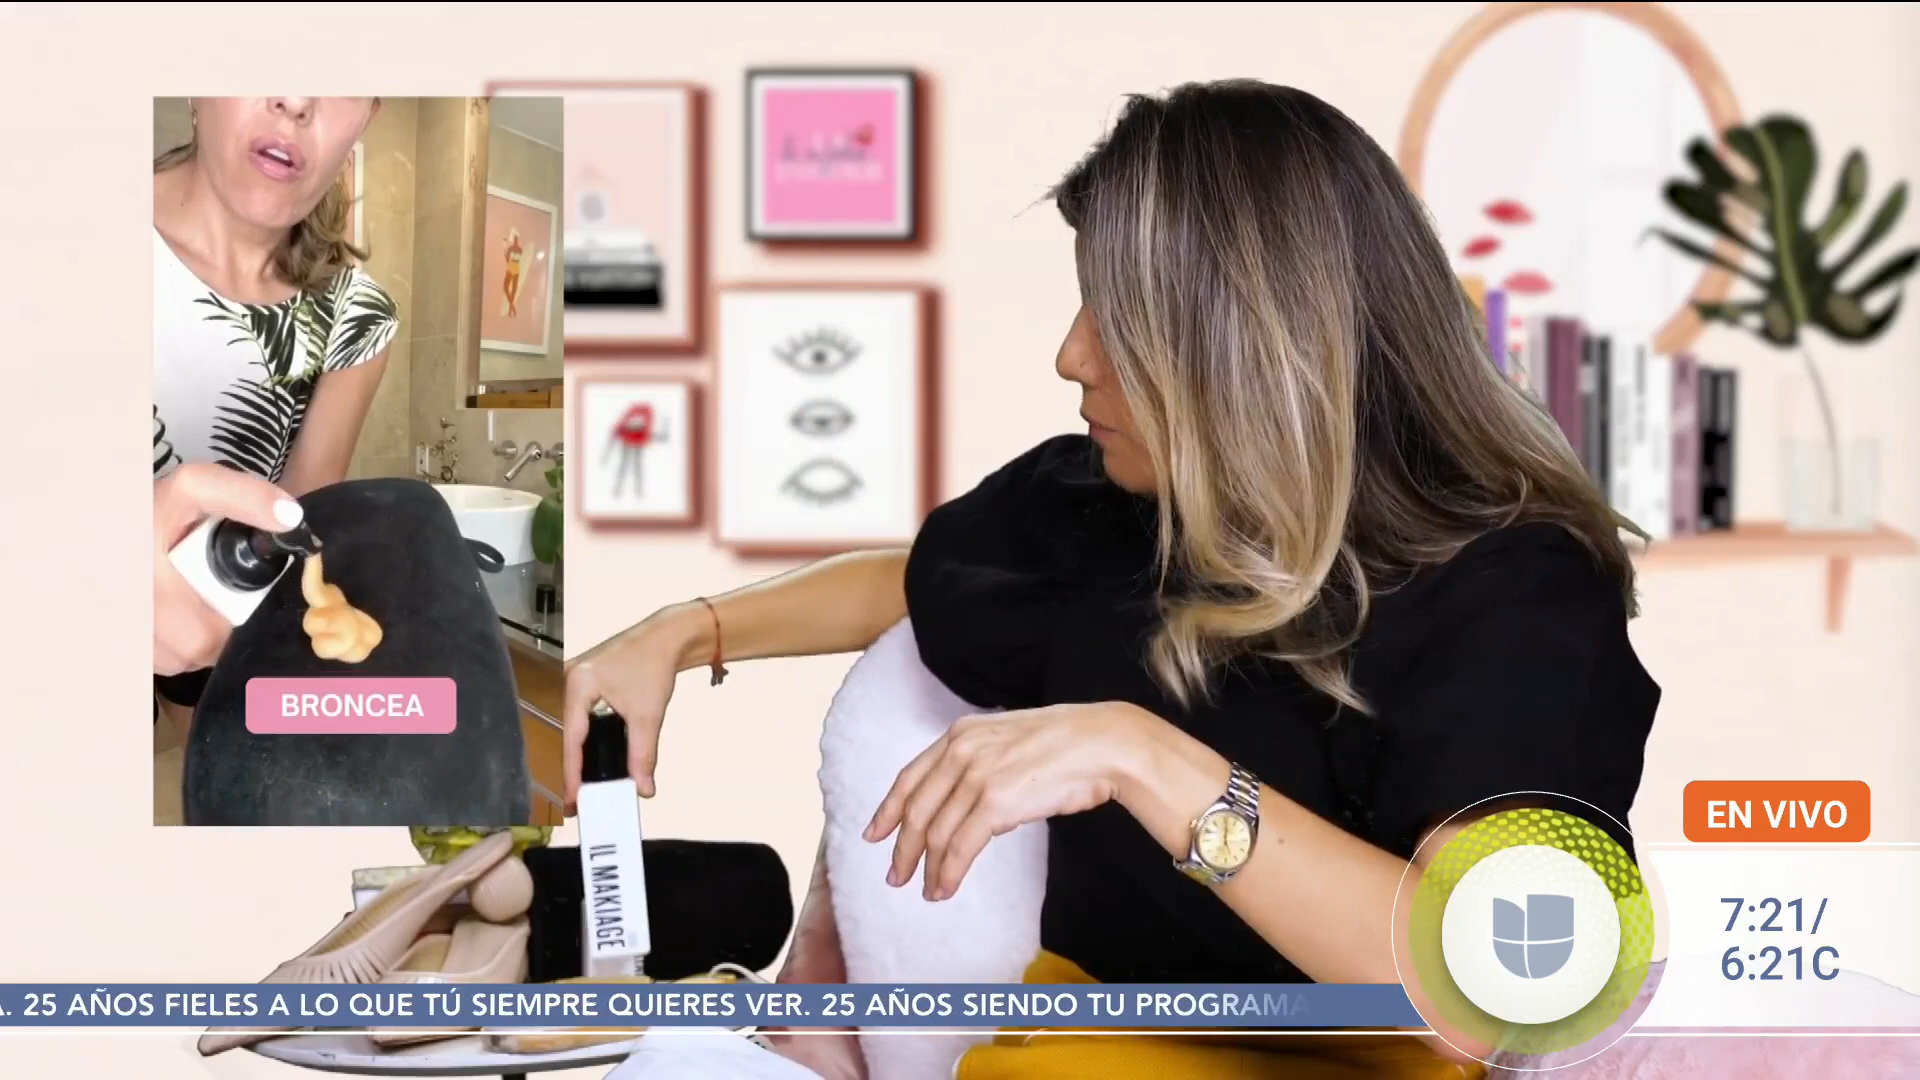 BRONCEA
IL MAKIAGE
EN VIVO
7:21/
6:21C
A. 25 AÑOS FIELES A LO QUE TÚ SIEMPRE QUIERES VER. 25 AÑOS SIENDO TU PROGRAMA